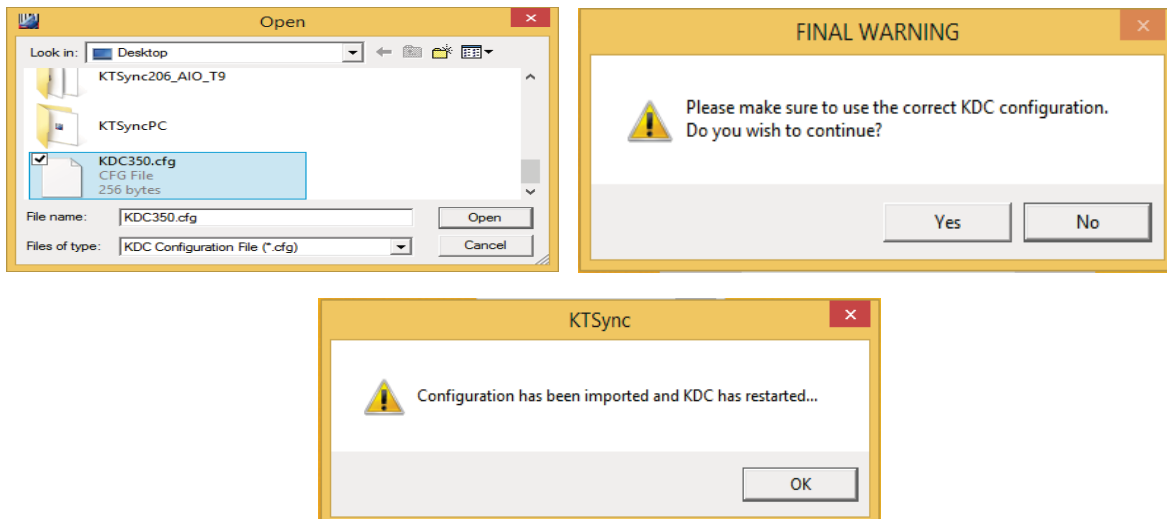 Open
Look in: Desktop
KTSync206_AIO_T9
KTSyncPC
KDC350.cfg
CFG File
256 bytes
File name: KDC350.cfg Open
Files of type: KDC Configuration File (*.cfg) Cancel
FINAL WARNING
Please make sure to use the correct KDC configuration.
Do you wish to continue?
Yes No
KTSync
Configuration has been imported and KDC has restarted...
OK